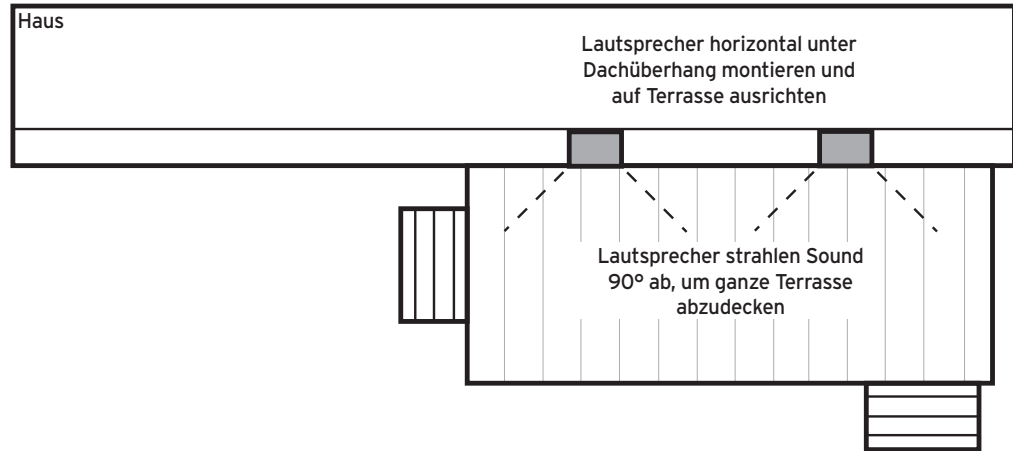 Haus
Lautsprecher horizontal unter
Dachüberhang montieren und
auf Terrasse ausrichten
Lautsprecher strahlen Sound
90° ab, um ganze Terrasse
abzudecken